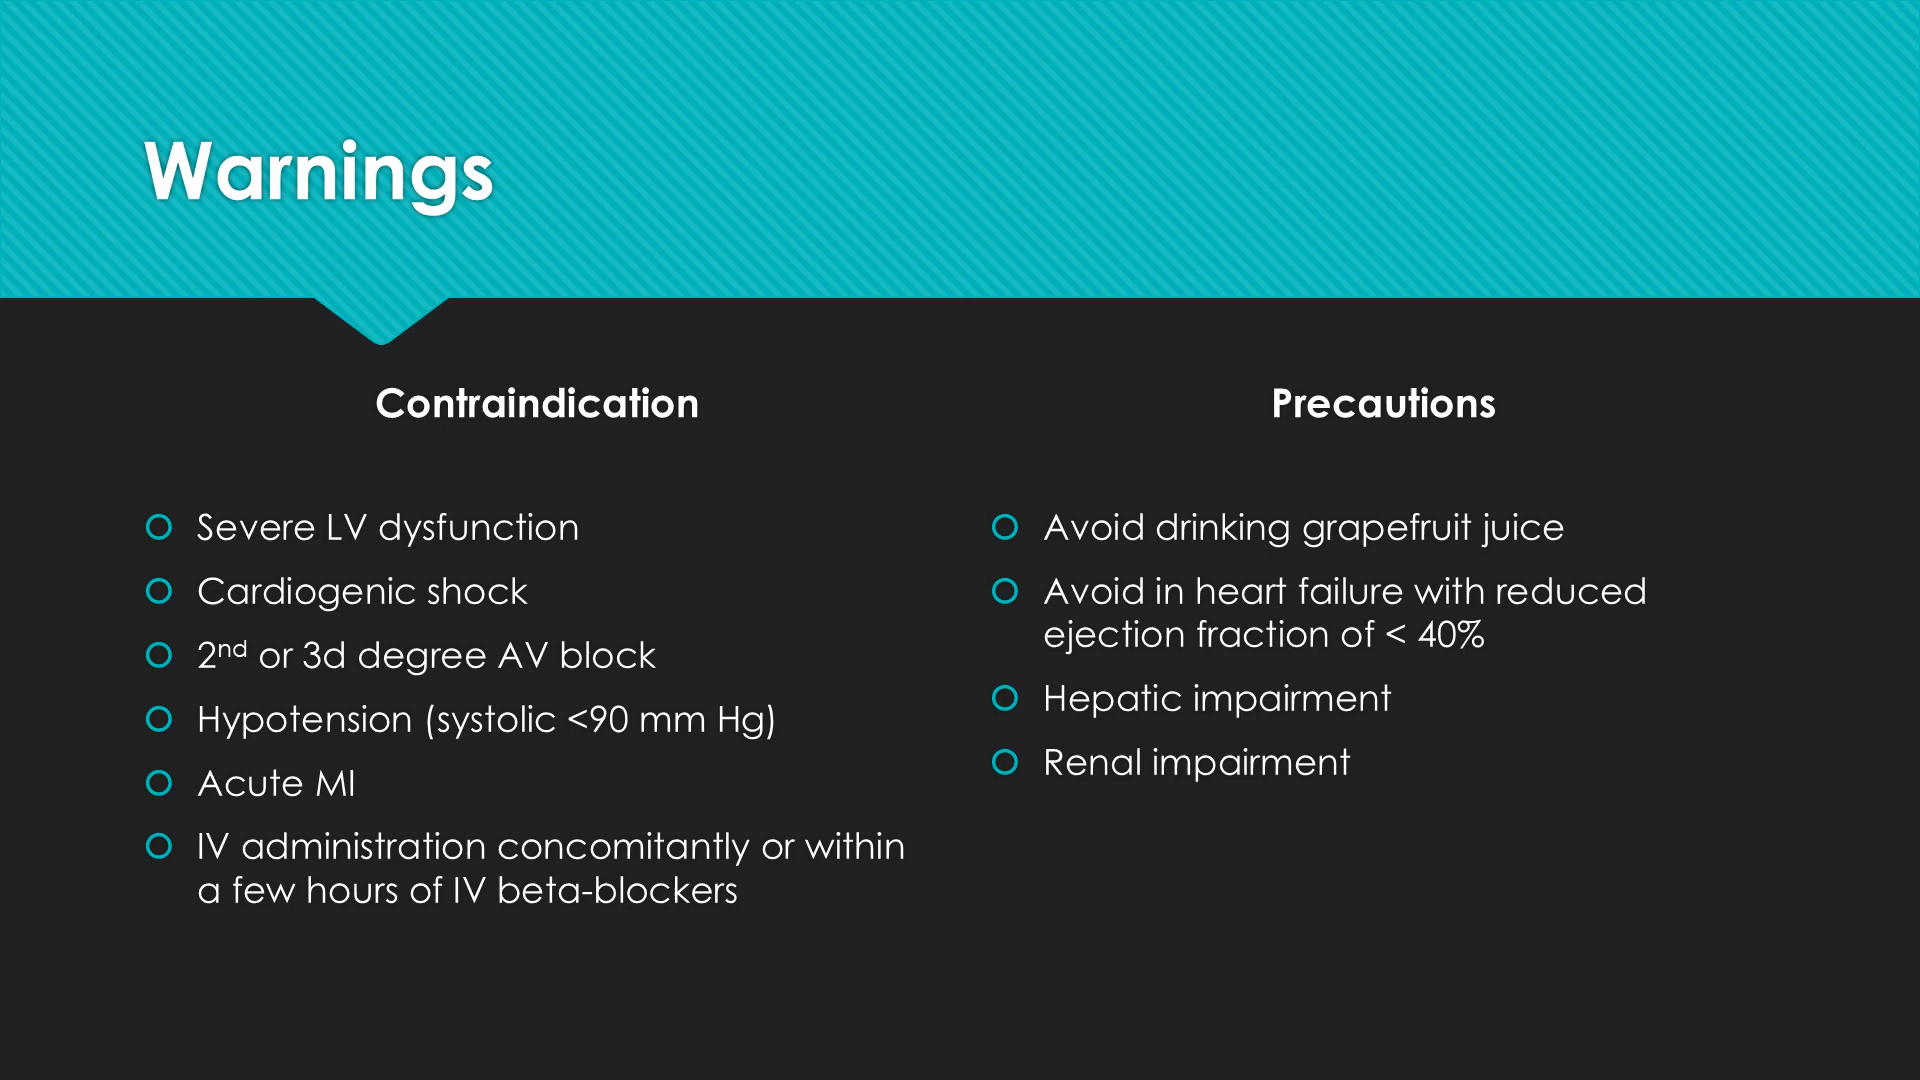 Warnings
Contraindication
Severe LV dysfunction
Cardiogenic shock
2nd or 3d degree AV block
Hypotension (systolic <90 mm Hg)
Acute MI
IV administration concomitantly or within
a few hours of IV beta-blockers
Precautions
Avoid drinking grapefruit juice
Avoid in heart failure with reduced
ejection fraction of < 40%
Hepatic impairment
Renal impairment